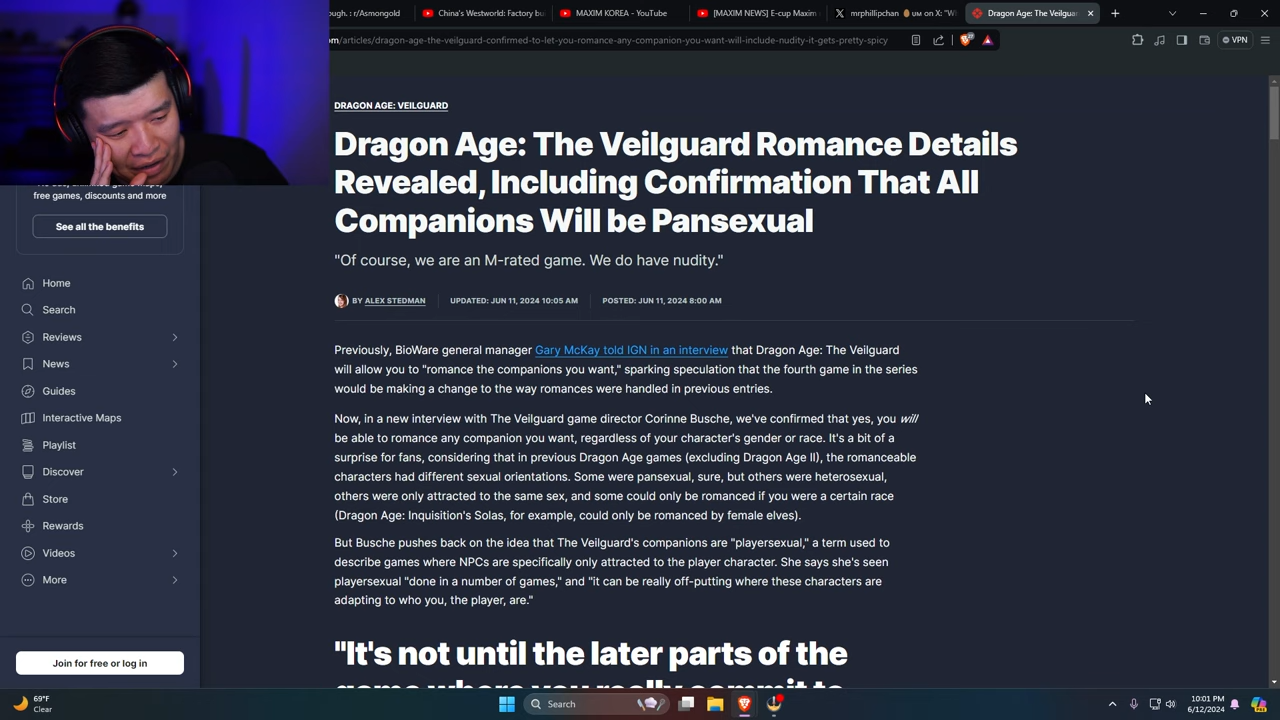 ough. : r/Asmongold
China's Westworld: Factory bu
MAXIM KOREA - YouTube
[MAXIM NEWS] E-cup Maxim
mrphillipchan
on X: "W
Dragon Age: The Veilguar
om/articles/dragon-age-the-veilguard-confirmed-to-let-you-romance-any-companion-you-want-will-include-nudity-it-gets-pretty-spicy
VPN
DRAGON AGE: VEILGUARD
Dragon Age: The Veilguard Romance Details
Revealed, Including Confirmation That All
Companions Will be Pansexual
"Of course, we are an M-rated game. We do have nudity."
BY ALEX STEDMAN UPDATED: JUN 11, 2024 10:05 AM POSTED: JUN 11, 2024 8:00 AM
free games, discounts and more
See all the benefits
Home
Search
Reviews
News
Guides
Interactive Maps
Playlist
Discover
Store
Rewards
Videos
More
Join for free or log in
Previously, BioWare general manager Gary McKay told IGN in an interview that Dragon Age: The Veilguard
will allow you to "romance the companions you want," sparking speculation that the fourth game in the series
would be making a change to the way romances were handled in previous entries.
Now, in a new interview with The Veilguard game director Corinne Busche, we've confirmed that yes, you will
be able to romance any companion you want, regardless of your character's gender or race. It's a bit of a
surprise for fans, considering that in previous Dragon Age games (excluding Dragon Age II), the romanceable
characters had different sexual orientations. Some were pansexual, sure, but others were heterosexual,
others were only attracted to the same sex, and some could only be romanced if you were a certain race
(Dragon Age: Inquisition's Solas, for example, could only be romanced by female elves).
But Busche pushes back on the idea that The Veilguard's companions are "playersexual," a term used to
describe games where NPCs are specifically only attracted to the player character. She says she's seen
playersexual "done in a number of games," and "it can be really off-putting where these characters are
adapting to who you, the player, are."
"It's not until the later parts of the
game where you really commit to
69°F
Clear
Search
10:01 PM
6/12/2024